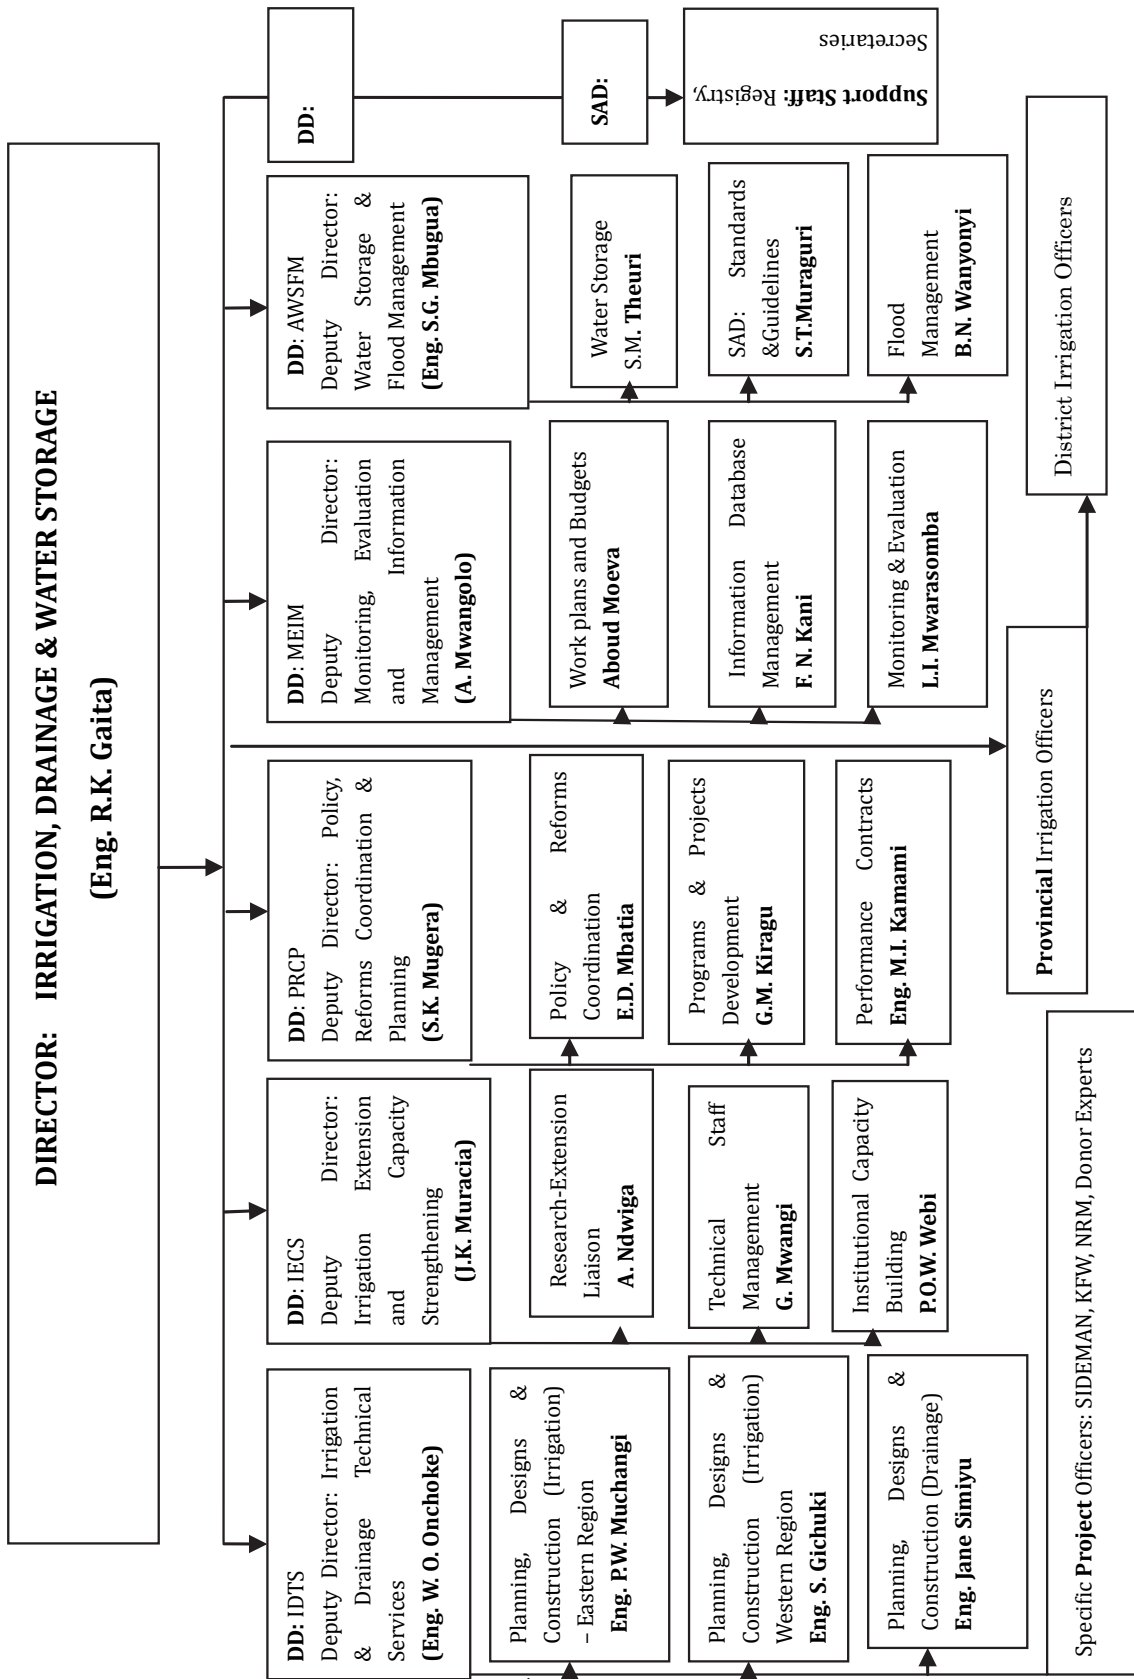 DIRECTOR: IRRIGATION, DRAINAGE & WATER STORAGE
(Eng. R.K. Gaita)
DD: IDTS
Deputy Director: Irrigation
& Drainage Technical
Services
(Eng. W. O. Onchoke)
Planning, Designs &
Construction (Irrigation)
– Eastern Region
Eng. P.W. Muchangi
Planning, Designs &
Construction (Irrigation)
Western Region
Eng. S. Gichuki
Planning, Designs &
Construction (Drainage)
Eng. Jane Simiyu
DD: IECS
Deputy Director:
Irrigation Extension
and Capacity
Strengthening
(J.K. Muracia)
Research-Extension
Liaison
A. Ndwiga
Technical Staff
Management
G. Mwangi
Institutional Capacity
Building
P.O.W. Webi
DD: PRCP
Deputy Director: Policy,
Reforms Coordination &
Planning
(S.K. Mugera)
Policy & Reforms
Coordination
E.D. Mbatia
Programs & Projects
Development
G.M. Kiragu
Performance Contracts
Eng. M.I. Kamami
DD: MEIM
Deputy Director:
Monitoring, Evaluation
and Information
Management
(A. Mwangolo)
Work plans and Budgets
Aboud Moeva
Information Database
Management
F. N. Kani
Monitoring & Evaluation
L.I. Mwarasomba
DD: AWSFM
Deputy Director:
Water Storage &
Flood Management
(Eng. S.G. Mbugua)
Water Storage
S.M. Theuri
SAD: Standards
&Guidelines
S.T.Muraguri
Flood
Management
B.N. Wanyonyi
DD:
SAD:
Support Staff: Registry,
Secretaries
Specific Project Officers: SIDEMAN, KFW, NRM, Donor Experts
Provincial Irrigation Officers
District Irrigation Officers